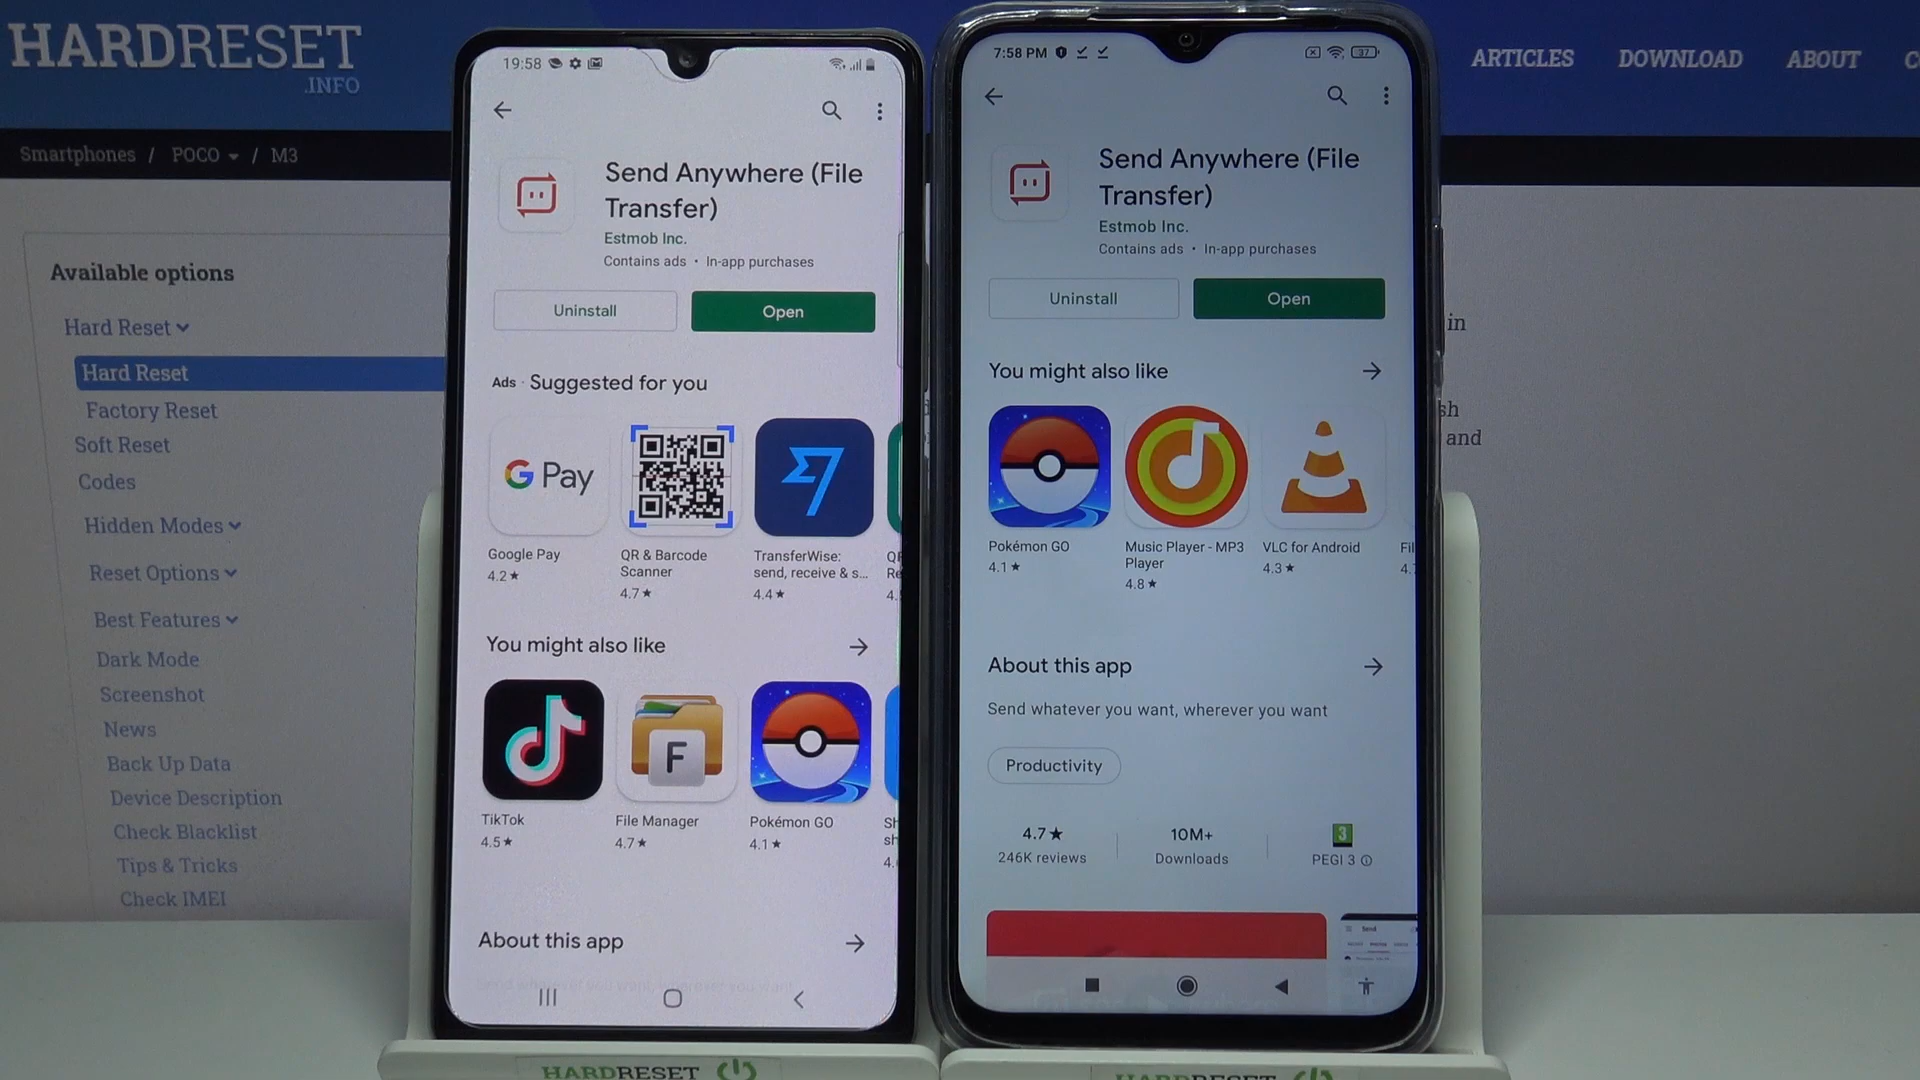 HARDRESET
.INFO
ARTICLES
DOWNLOAD
ABOUT
Smartphones / POCO / M3
Available options
Hard Reset
Hard Reset
Factory Reset
Soft Reset
Codes
Hidden Modes
Reset Options
Best Features
Dark Mode
Screenshot
News
Back Up Data
Device Description
Check Blacklist
Tips & Tricks
Check IMEI
in
and
19:58
Send Anywhere (File
Transfer)
Estmob Inc.
Contains ads • In-app purchases
Uninstall
Open
Ads · Suggested for you
G Pay
Google Pay
4.2★
QR & Barcode
Scanner
4.7★
TransferWise:
send, receive & s...
4.4★
You might also like
TikTok
4.5★
F
File Manager
4.7★
Pokémon GO
4.1★
About this app
7:58 PM
37
Send Anywhere (File
Transfer)
Estmob Inc.
Contains ads • In-app purchases
Uninstall
Open
You might also like
Pokémon GO
4.1★
Music Player - MP3
Player
4.8★
VLC for Android
4.3★
About this app
Send whatever you want, wherever you want
Productivity
4.7★
246K reviews
10M+
Downloads
3
PEGI 3
Send
HARDRESET
HARDRESET